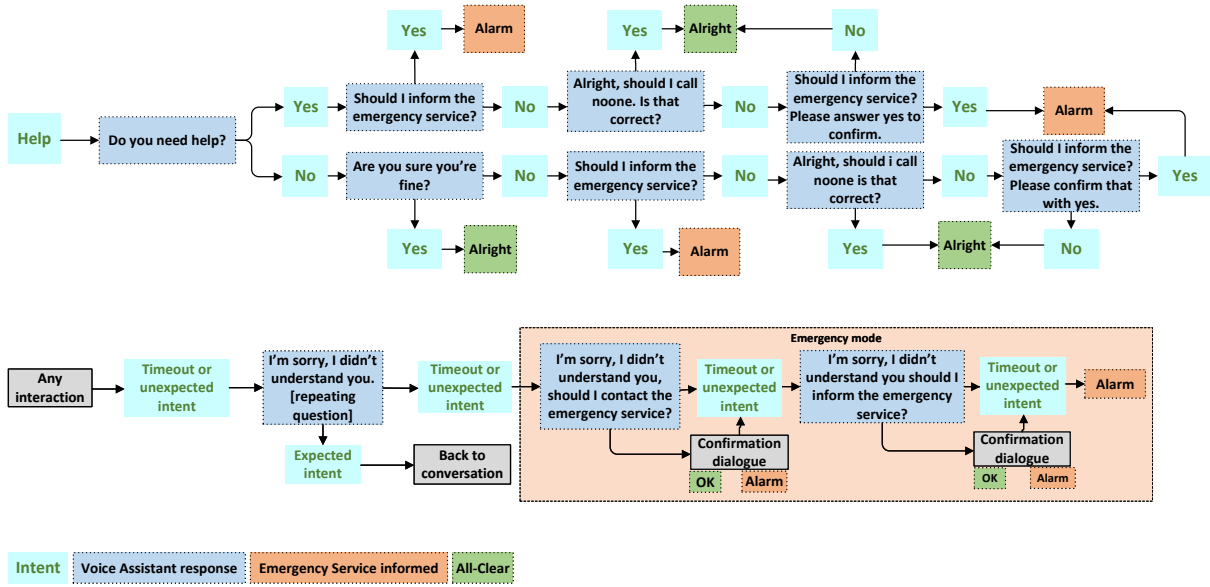 Yes
Alarm
Yes
Alright
No
Help
Do you need help?
Yes
Should I inform the
emergency service?
No
Alright, should I call
noone. Is that
correct?
No
Should I inform the
emergency service?
Please answer yes to
confirm.
Yes
Alarm
No
Are you sure you're
fine?
No
Should I inform the
emergency service?
No
Alright, should i call
noone is that
correct?
No
Should I inform the
emergency service?
Please confirm that
with yes.
Yes
Yes
Alright
Yes
Alarm
Yes
Alright
No
Emergency mode
Any
interaction
Timeout or
unexpected
intent
I'm sorry, I didn't
understand you.
[repeating
question]
Timeout or
unexpected
intent
I'm sorry, I didn't
understand you,
should I contact the
emergency service?
Timeout or
unexpected
intent
I'm sorry, I didn't
understand you should I
inform the emergency
service?
Timeout or
unexpected
intent
Alarm
Expected
intent
Back to
conversation
Confirmation
dialogue
OK
Alarm
Confirmation
dialogue
OK
Alarm
Intent
Voice Assistant response
Emergency Service informed
All-Clear